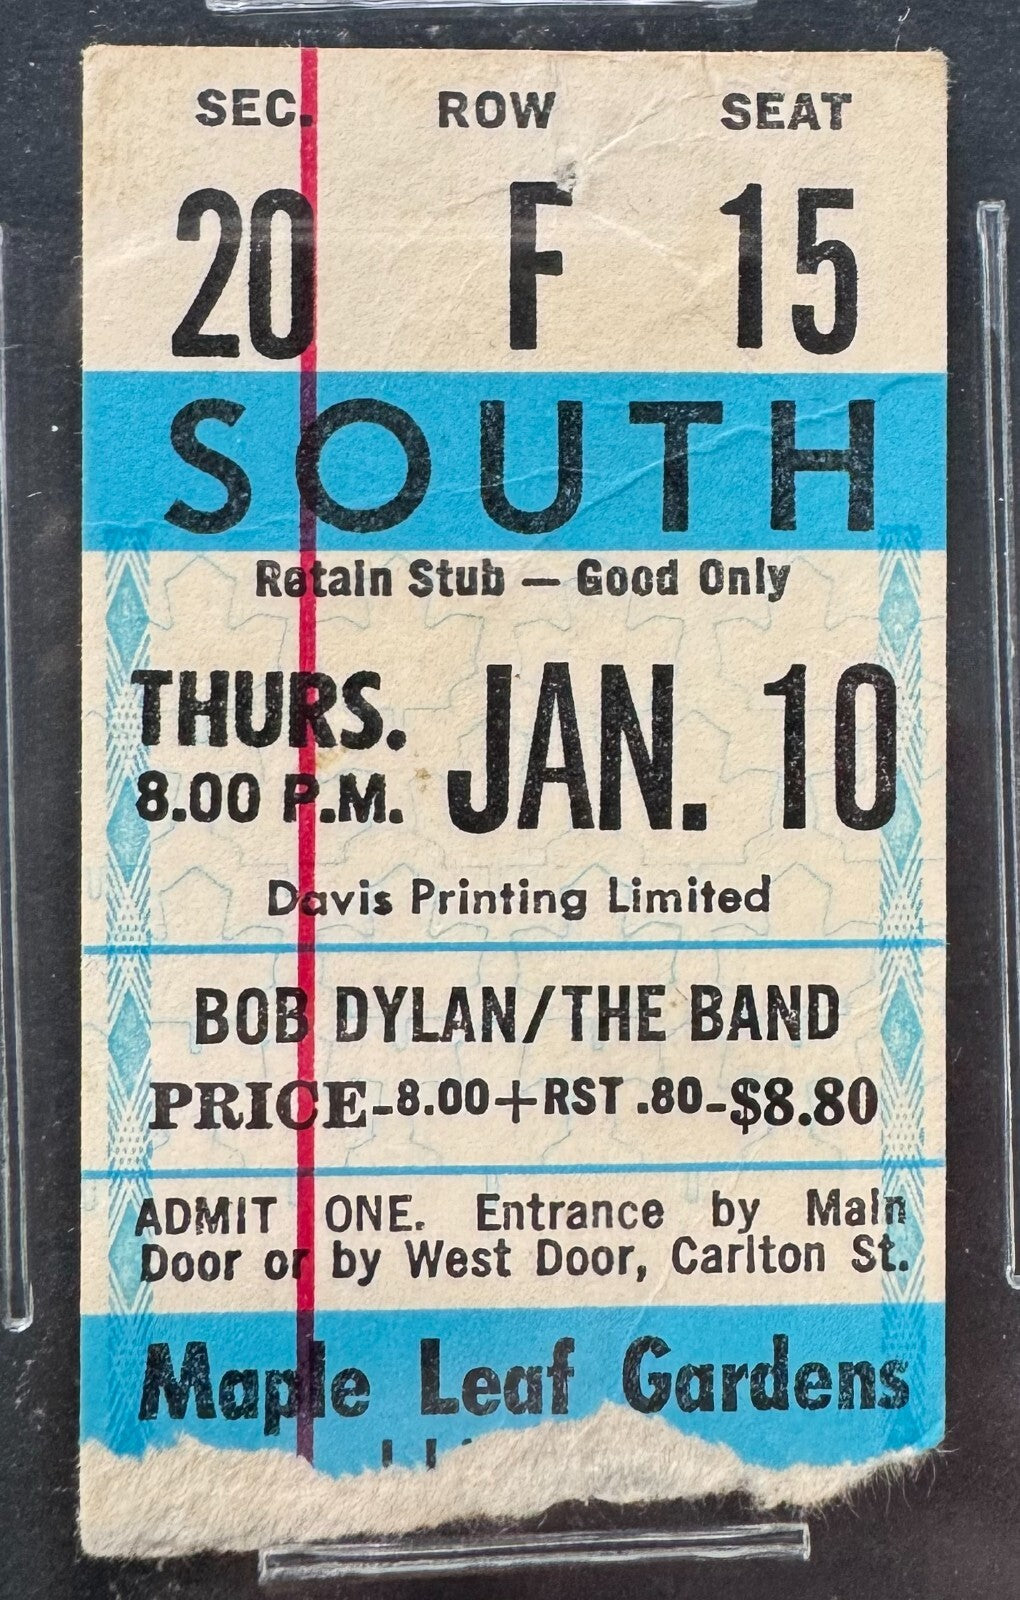 SEC. ROW SEAT
20 F 15
SOUTH
Retain Stub — Good Only
THURS. JAN. 10
8.00 P.M.
Davis Printing Limited
BOB DYLAN/THE BAND
PRICE-8.00+RST .80-$8.80
ADMIT ONE. Entrance by Main
Door or by West Door, Carlton St.
Maple Leaf Gardens